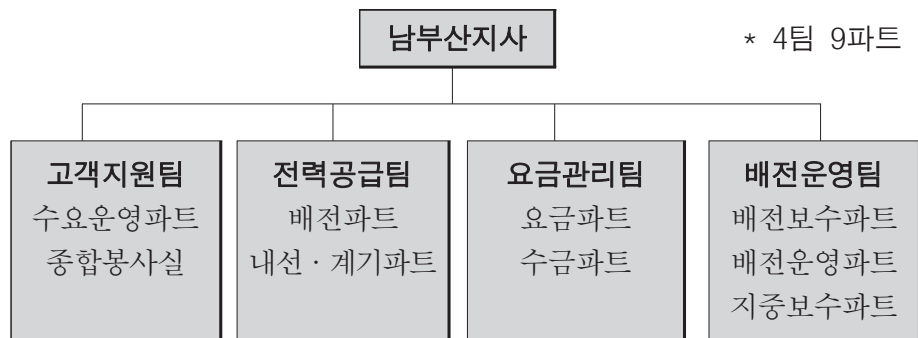 남부산지사
* 4팀 9파트
고객지원팀
수요운영파트
종합봉사실
전력공급팀
배전파트
내선 · 계기파트
요금관리팀
요금파트
수금파트
배전운영팀
배전보수파트
배전운영파트
지중보수파트